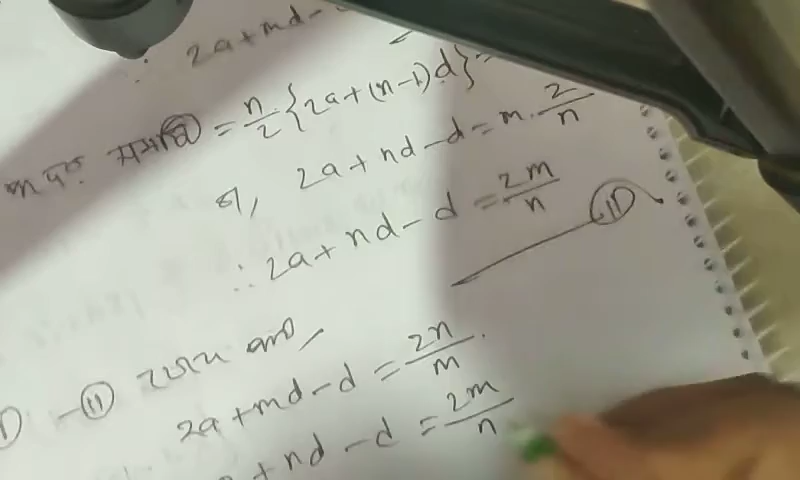 ∴ 2a+md-
n পদের সমষ্টি = n/2 {2a+(n-1)d} =
বা, 2a+nd-d = m. 2/n
∴ 2a+nd-d = 2m/n (II)
- (II) হতে পাই,
2a+md-d = 2n/m.
+nd-d = 2m/n